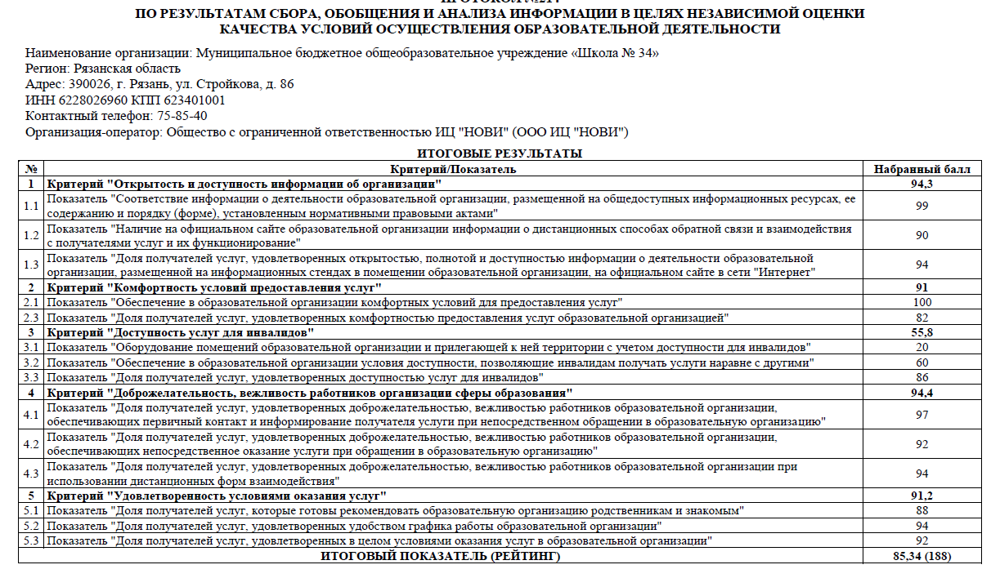 ПРОТОКОЛ №214
ПО РЕЗУЛЬТАТАМ СБОРА, ОБОБЩЕНИЯ И АНАЛИЗА ИНФОРМАЦИИ В ЦЕЛЯХ НЕЗАВИСИМОЙ ОЦЕНКИ
КАЧЕСТВА УСЛОВИЙ ОСУЩЕСТВЛЕНИЯ ОБРАЗОВАТЕЛЬНОЙ ДЕЯТЕЛЬНОСТИ
Наименование организации: Муниципальное бюджетное общеобразовательное учреждение «Школа № 34»
Регион: Рязанская область
Адрес: 390026, г. Рязань, ул. Стройкова, д. 86
ИНН 6228026960 КПП 623401001
Контактный телефон: 75-85-40
Организация-оператор: Общество с ограниченной ответственностью ИЦ "НОВИ" (ООО ИЦ "НОВИ")
ИТОГОВЫЕ РЕЗУЛЬТАТЫ
№ Критерий/Показатель Набранный балл
1 Критерий "Открытость и доступность информации об организации" 94,3
1.1 Показатель "Соответствие информации о деятельности образовательной организации, размещенной на общедоступных информационных ресурсах, ее
содержанию и порядку (форме), установленным нормативными правовыми актами" 99
1.2 Показатель "Наличие на официальном сайте образовательной организации информации о дистанционных способах обратной связи и взаимодействия
с получателями услуг и их функционирование" 90
1.3 Показатель "Доля получателей услуг, удовлетворенных открытостью, полнотой и доступностью информации о деятельности образовательной
организации, размещенной на информационных стендах в помещении образовательной организации, на официальном сайте в сети "Интернет" 94
2 Критерий "Комфортность условий предоставления услуг" 91
2.1 Показатель "Обеспечение в образовательной организации комфортных условий для предоставления услуг" 100
2.3 Показатель "Доля получателей услуг, удовлетворенных комфортностью предоставления услуг образовательной организацией" 82
3 Критерий "Доступность услуг для инвалидов" 55,8
3.1 Показатель "Оборудование помещений образовательной организации и прилегающей к ней территории с учетом доступности для инвалидов" 20
3.2 Показатель "Обеспечение в образовательной организации условия доступности, позволяющие инвалидам получать услуги наравне с другими" 60
3.3 Показатель "Доля получателей услуг, удовлетворенных доступностью услуг для инвалидов" 86
4 Критерий "Доброжелательность, вежливость работников организации сферы образования" 94,4
4.1 Показатель "Доля получателей услуг, удовлетворенных доброжелательностью, вежливостью работников образовательной организации,
обеспечивающих первичный контакт и информирование получателя услуги при непосредственном обращении в образовательную организацию" 97
4.2 Показатель "Доля получателей услуг, удовлетворенных доброжелательностью, вежливостью работников образовательной организации,
обеспечивающих непосредственное оказание услуги при обращении в образовательную организацию" 92
4.3 Показатель "Доля получателей услуг, удовлетворенных доброжелательностью, вежливостью работников образовательной организации при
использовании дистанционных форм взаимодействия" 94
5 Критерий "Удовлетворенность условиями оказания услуг" 91,2
5.1 Показатель "Доля получателей услуг, которые готовы рекомендовать образовательную организацию родственникам и знакомым" 88
5.2 Показатель "Доля получателей услуг, удовлетворенных удобством графика работы образовательной организации" 94
5.3 Показатель "Доля получателей услуг, удовлетворенных в целом условиями оказания услуг в образовательной организации" 92
ИТОГОВЫЙ ПОКАЗАТЕЛЬ (РЕЙТИНГ) 85,34 (188)